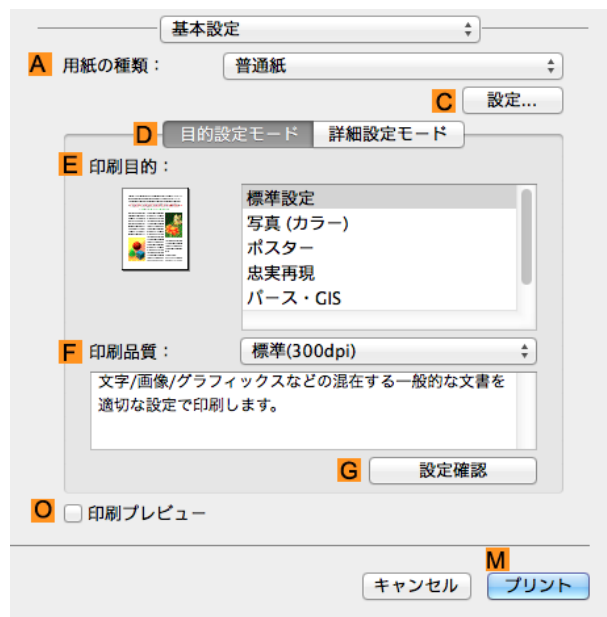 基本設定
A 用紙の種類： 普通紙
C 設定...
D 目的設定モード 詳細設定モード
E 印刷目的：
標準設定
写真 (カラー)
ポスター
忠実再現
パース・GIS
F 印刷品質： 標準(300dpi)
文字/画像/グラフィックスなどの混在する一般的な文書を
適切な設定で印刷します。
G 設定確認
O 印刷プレビュー
M
キャンセル プリント